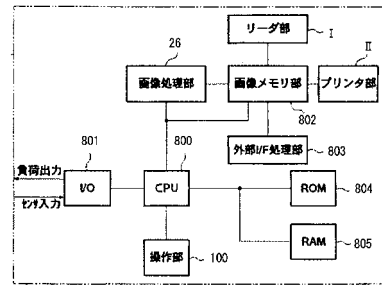 リーダ部 I
26
画像処理部
画像メモリ部
802
II
プリンタ部
外部I/F処理部 803
801
800
負荷出力
センサ入力
I/O
CPU
ROM 804
RAM 805
操作部 100